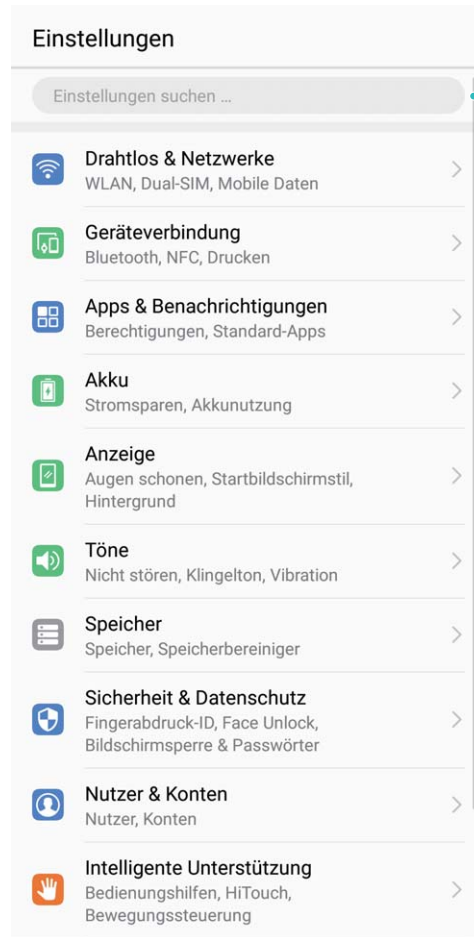 Einstellungen
Einstellungen suchen …
Drahtlos & Netzwerke
WLAN, Dual-SIM, Mobile Daten
Geräteverbindung
Bluetooth, NFC, Drucken
Apps & Benachrichtigungen
Berechtigungen, Standard-Apps
Akku
Stromsparen, Akkunutzung
Anzeige
Augen schonen, Startbildschirmstil,
Hintergrund
Töne
Nicht stören, Klingelton, Vibration
Speicher
Speicher, Speicherbereiniger
Sicherheit & Datenschutz
Fingerabdruck-ID, Face Unlock,
Bildschirmsperre & Passwörter
Nutzer & Konten
Nutzer, Konten
Intelligente Unterstützung
Bedienungshilfen, HiTouch,
Bewegungssteuerung